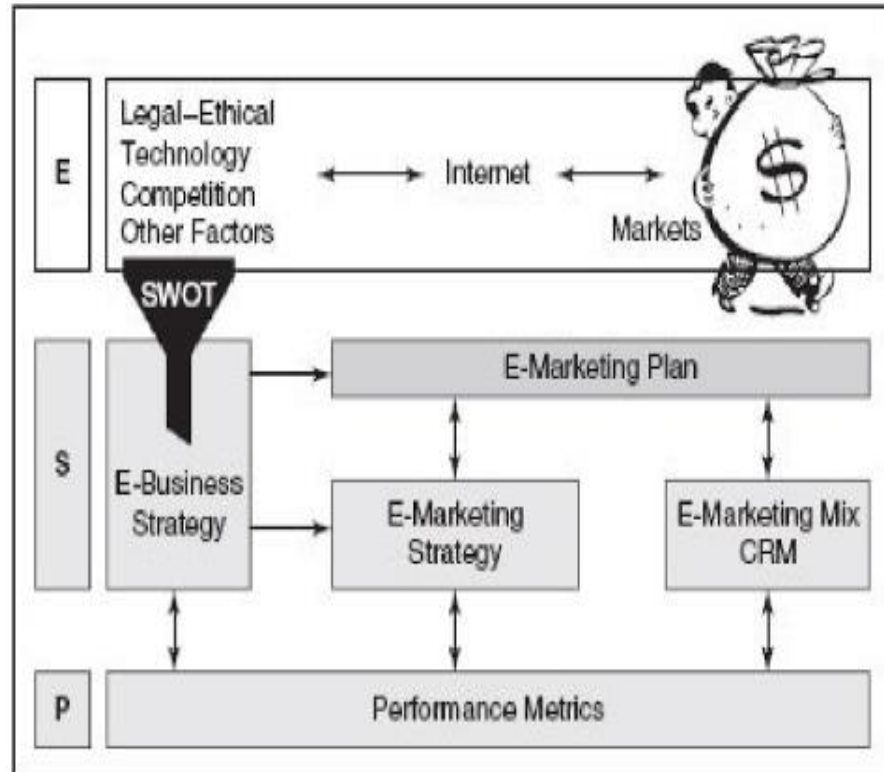 E
Legal–Ethical
Technology
Competition
Other Factors
Internet
Markets
$
SWOT
S
E-Business
Strategy
E-Marketing Plan
E-Marketing
Strategy
E-Marketing Mix
CRM
P
Performance Metrics